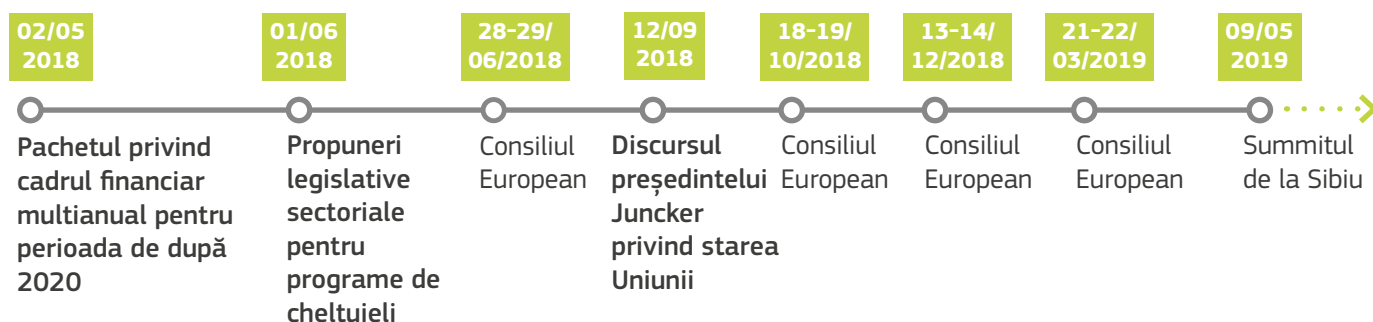 02/05
2018
Pachetul privind
cadrul financiar
multianual pentru
perioada de după
2020
01/06
2018
Propuneri
legislative
sectoriale
pentru
programe de
cheltuieli
28-29/
06/2018
Consiliul
European
12/09
2018
Discursul
președintelui
Juncker
privind starea
Uniunii
18-19/
10/2018
Consiliul
European
13-14/
12/2018
Consiliul
European
21-22/
03/2019
Consiliul
European
09/05
2019
Summitul
de la Sibiu